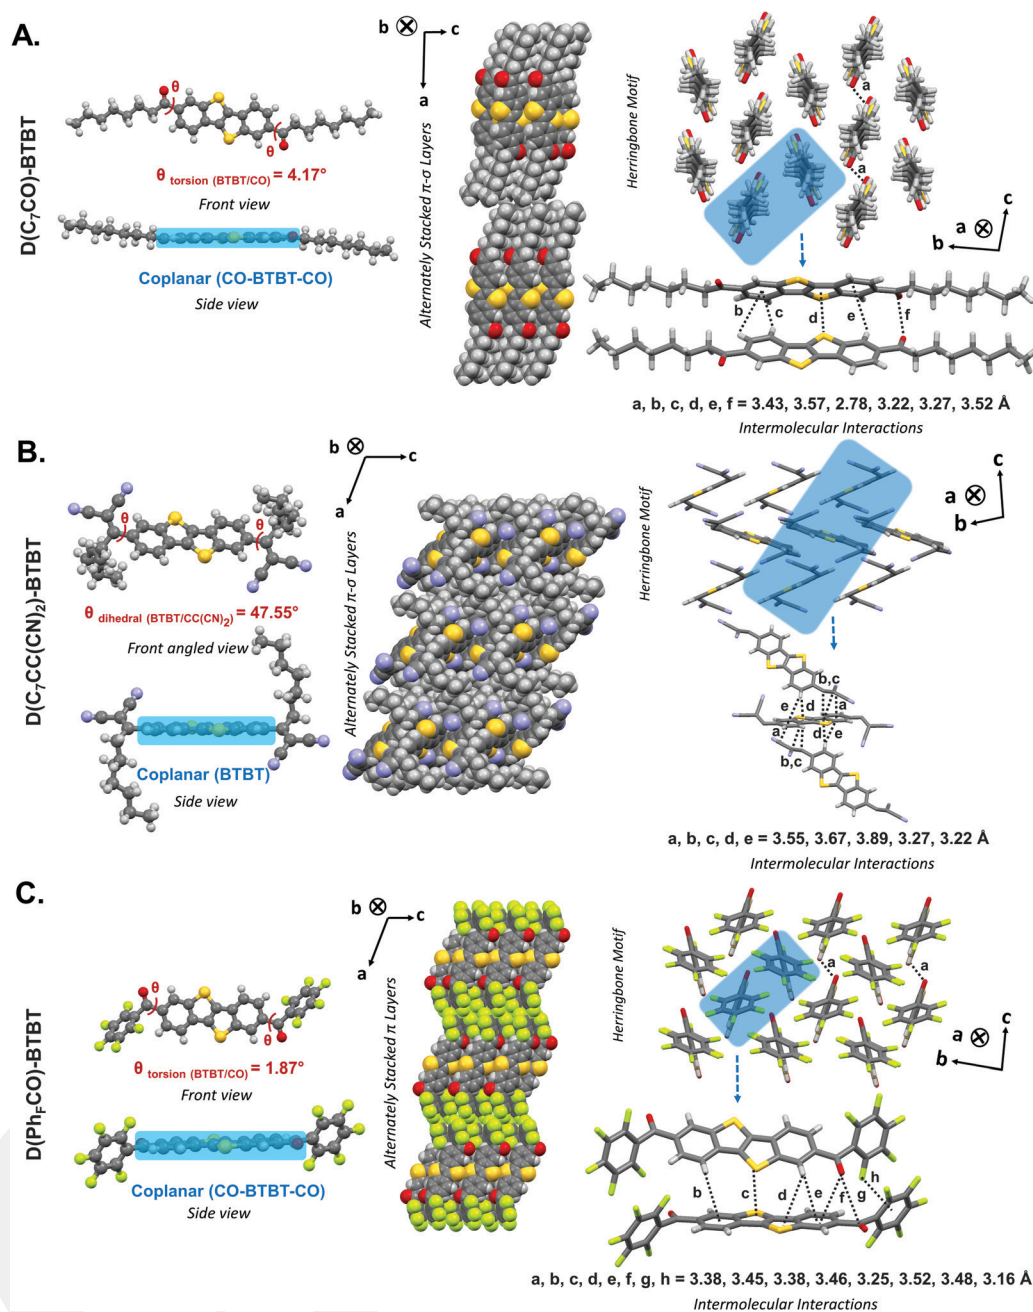 A.
D(C₇CO)-BTBT
θ
θ
θ torsion (BTBT/CO) = 4.17°
Front view
Coplanar (CO-BTBT-CO)
Side view
b
c
a
Alternately Stacked π-σ Layers
Herringbone Motif
a
a
c
a
b
b
c
d
e
f
a, b, c, d, e, f = 3.43, 3.57, 2.78, 3.22, 3.27, 3.52 Å
Intermolecular Interactions
B.
D(C₇CC(CN)₂)-BTBT
θ
θ
θ dihedral (BTBT/CC(CN)₂) = 47.55°
Front angled view
Coplanar (BTBT)
Side view
b
c
a
Alternately Stacked π-σ Layers
Herringbone Motif
c
a
b
b,c
e
d
a
a
d
e
b,c
a, b, c, d, e = 3.55, 3.67, 3.89, 3.27, 3.22 Å
Intermolecular Interactions
C.
D(Ph_FCO)-BTBT
θ
θ
θ torsion (BTBT/CO) = 1.87°
Front view
Coplanar (CO-BTBT-CO)
Side view
b
c
a
Alternately Stacked π Layers
Herringbone Motif
a
a
c
a
b
b
c
d
e
f
g
h
a, b, c, d, e, f, g, h = 3.38, 3.45, 3.38, 3.46, 3.25, 3.52, 3.48, 3.16 Å
Intermolecular Interactions